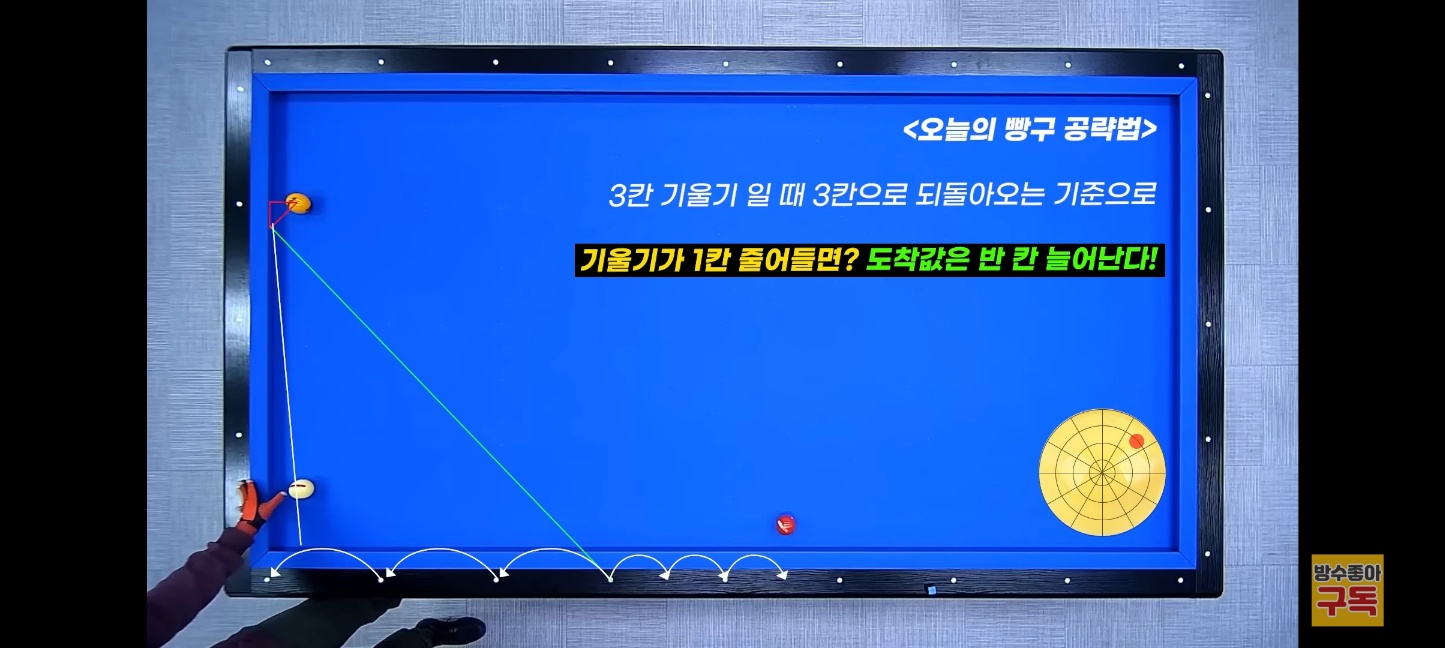 <오늘의 빵구 공략법>
3칸 기울기 일 때 3칸으로 되돌아오는 기준으로
기울기가 1칸 줄어들면? 도착값은 반 칸 늘어난다!
방수좋아
구독